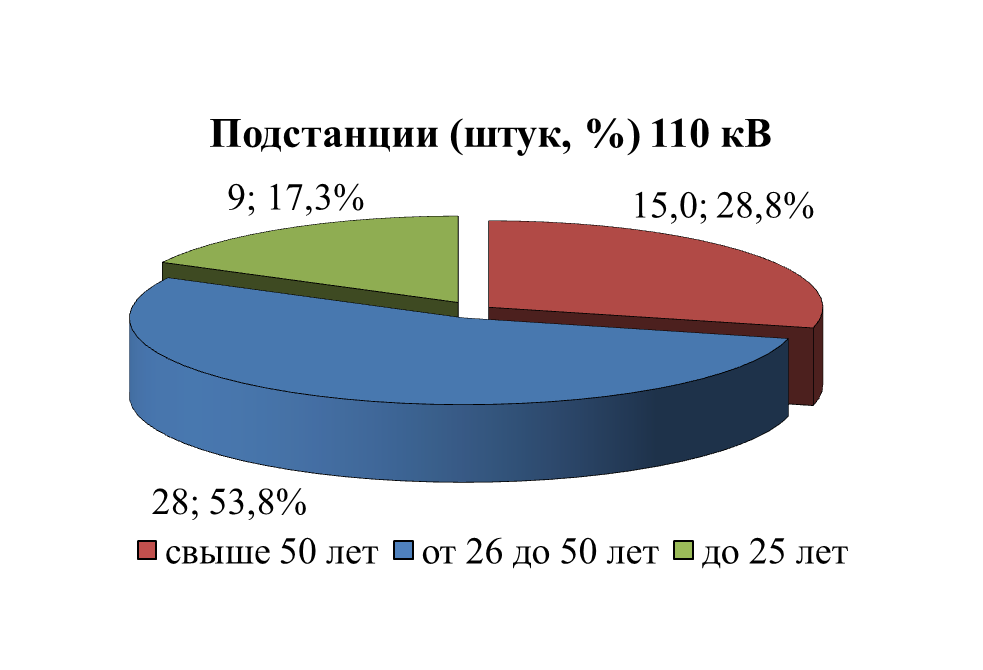 Подстанции (штук, %) 110 кВ
9; 17,3%
15,0; 28,8%
28; 53,8%
свыше 50 лет от 26 до 50 лет до 25 лет